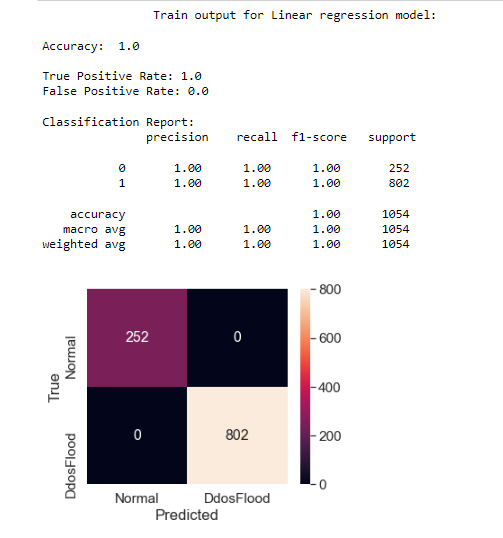 Train output for Linear regression model:
Accuracy: 1.0
True Positive Rate: 1.0
False Positive Rate: 0.0
Classification Report:
precision recall f1-score support
0 1.00 1.00 1.00 252
1 1.00 1.00 1.00 802
accuracy 1.00 1054
macro avg 1.00 1.00 1.00 1054
weighted avg 1.00 1.00 1.00 1054
True
Normal
DdosFlood
252 0
0 802
800
600
400
200
0
Normal DdosFlood
Predicted